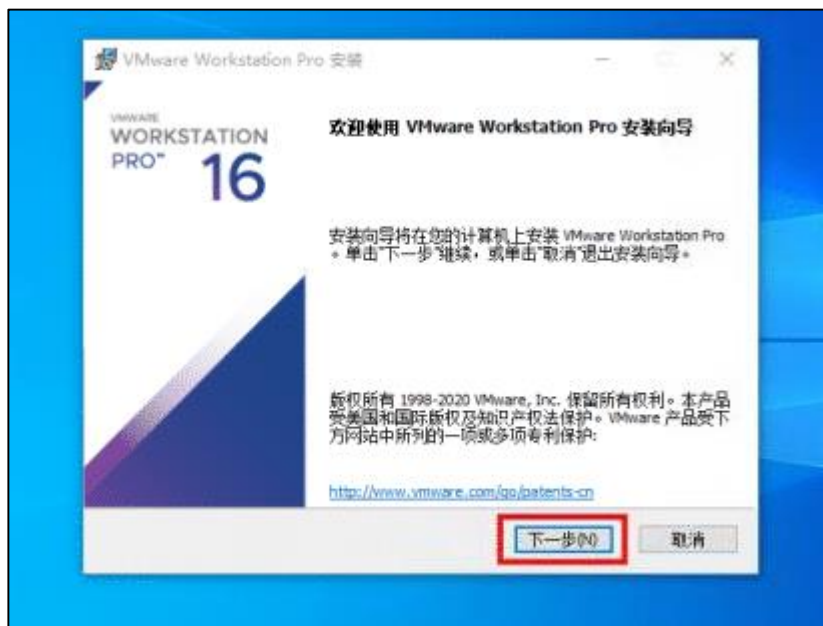 VMware Workstation Pro 安装
VMWARE
WORKSTATION
PRO™ 16
欢迎使用 VMware Workstation Pro 安装向导
安装向导将在您的计算机上安装 VMware Workstation Pro
。单击“下一步”继续，或单击“取消”退出安装向导。
版权所有 1998-2020 VMware, Inc. 保留所有权利。本产品
受美国和国际版权及知识产权法保护。VMware 产品受下
方网站中所列的一项或多项专利保护:
http://www.vmware.com/go/patents-cn
下一步(N)
取消